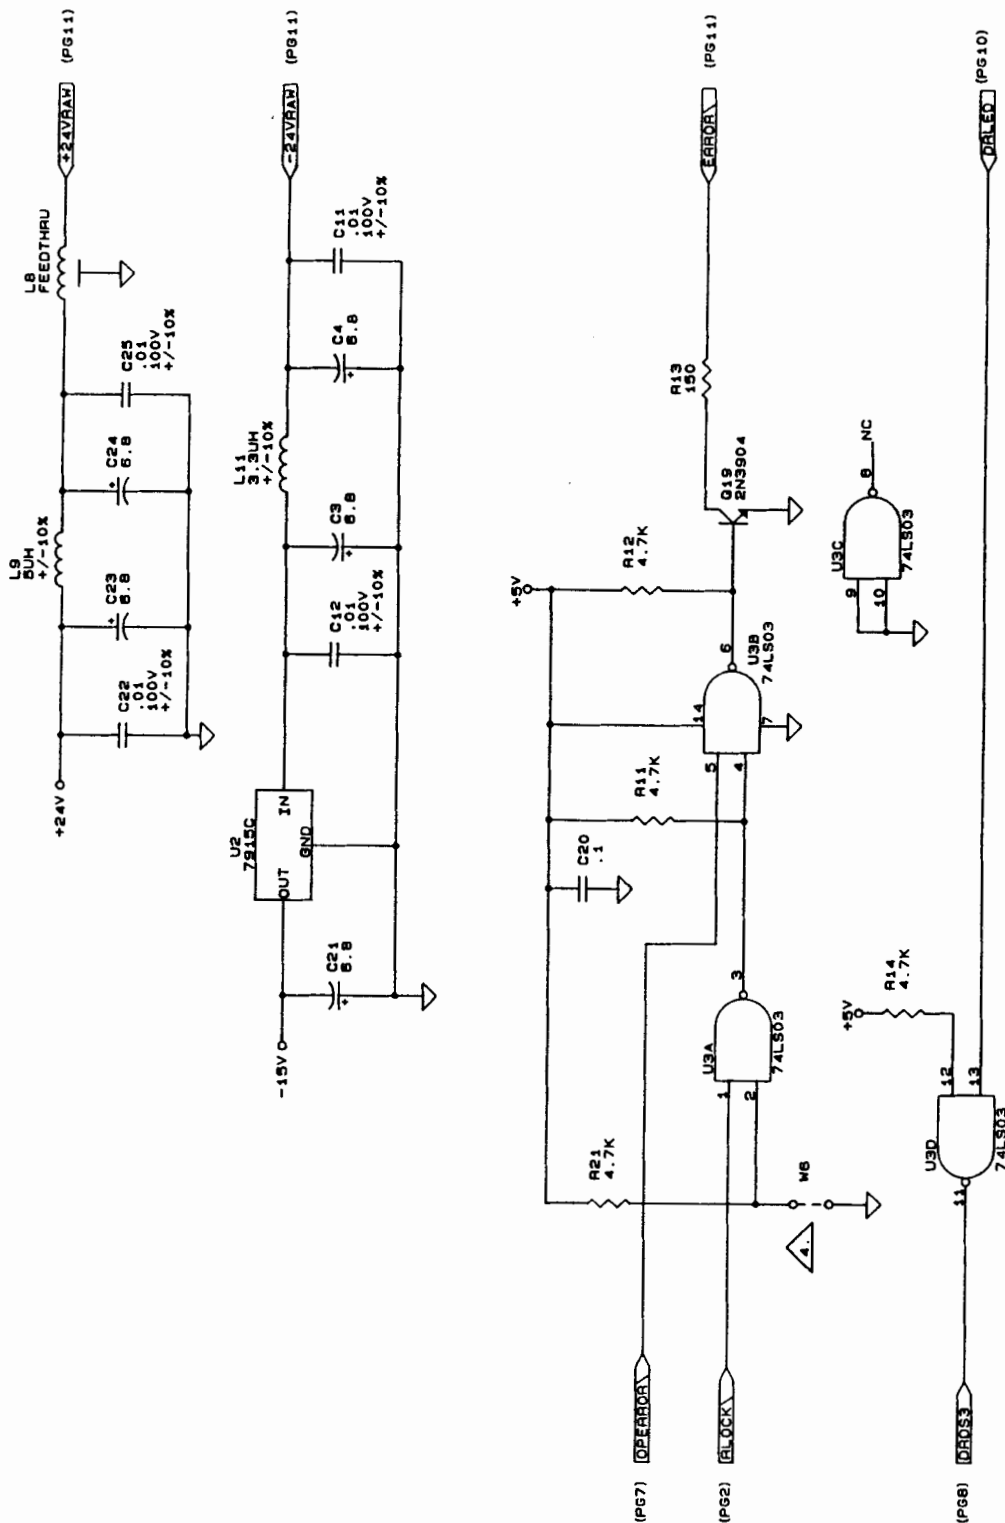 +24V
C22
.01
100V
+/-10%
C23
6.8
+
L9
5UH
+/-10%
C24
6.8
+
C25
.01
100V
+/-10%
L8
FEEDTHRU
+24VRAW
(PG11)
-15V
C21
6.8
+
U2
7915C
OUT
IN
GND
C12
.01
100V
+/-10%
C3
6.8
+
L11
3.3UH
+/-10%
C4
6.8
+
C11
.01
100V
+/-10%
-24VRAW
(PG11)
(PG7)
OPERROR\
(PG2)
RLOCK\
R21
4.7K
W6
4.
1
2
U3A
74LS03
3
C20
.1
R11
4.7K
5
4
14
7
6
U3B
74LS03
+5V
R12
4.7K
Q19
2N3904
R13
150
ERROR\
(PG11)
9
10
U3C
74LS03
8
NC
(PG8)
DROS3
11
U3D
74LS03
12
13
+5V
R14
4.7K
DRLED
(PG10)